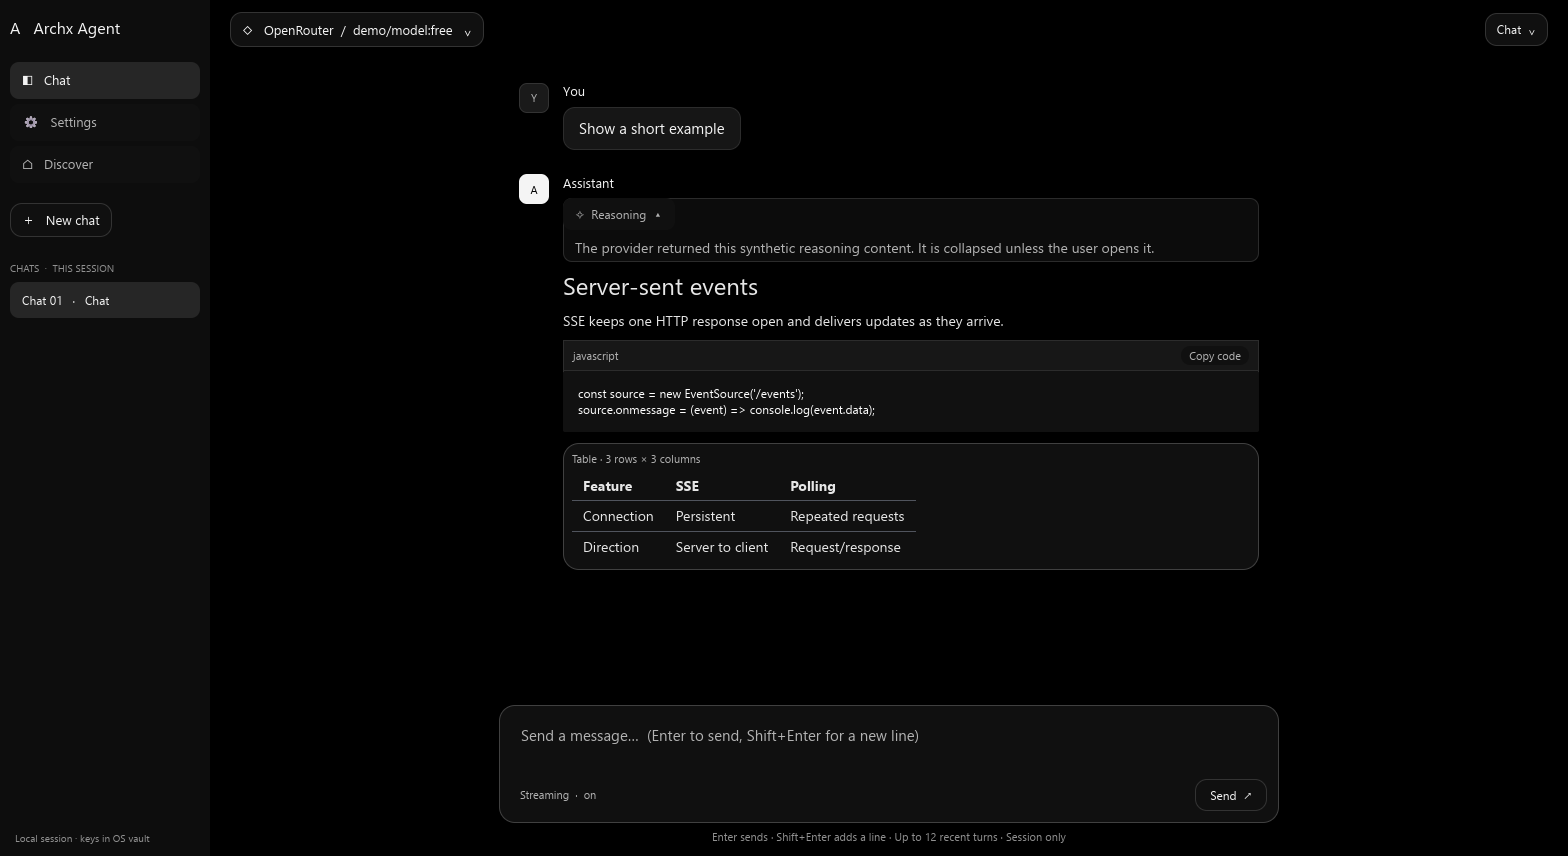 A Archx Agent
Chat
Settings
Discover
+ New chat
CHATS · THIS SESSION
Chat 01 · Chat
Local session · keys in OS vault
OpenRouter / demo/model:free
Chat
Y
You
Show a short example
A
Assistant
Reasoning
The provider returned this synthetic reasoning content. It is collapsed unless the user opens it.
Server-sent events
SSE keeps one HTTP response open and delivers updates as they arrive.
javascript Copy code
const source = new EventSource('/events');
source.onmessage = (event) => console.log(event.data);
Table · 3 rows × 3 columns
Feature SSE Polling
Connection Persistent Repeated requests
Direction Server to client Request/response
Send a message... (Enter to send, Shift+Enter for a new line)
Streaming · on
Send ↗
Enter sends · Shift+Enter adds a line · Up to 12 recent turns · Session only